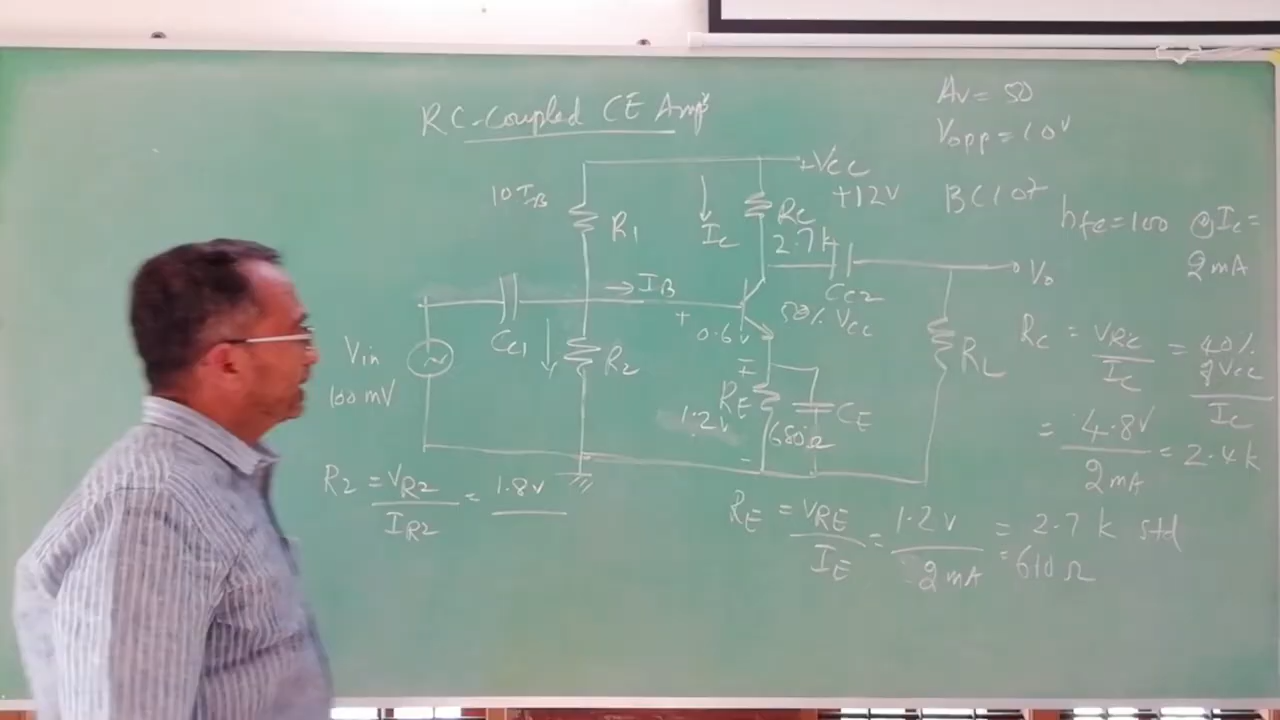 RC-Coupled CE Amp
Av = 50
Vopp = 10V
+Vcc
+12V
BC107
hfe = 100 @ Ic =
2mA
10 IB
R1
Ic
Rc
2.7k
Cc2
Vo
IB
Cc1
R2
+
0.6v
50% Vcc
RL
Vin
100 mV
+
RE
1.2v
680Ω
CE
-
Rc = VRc / Ic = 40% of Vcc / Ic
= 4.8V / 2mA = 2.4k
= 2.7k std
R2 = VR2 / IR2 = 1.8v
RE = VRE / IE = 1.2v / 2mA = 610Ω